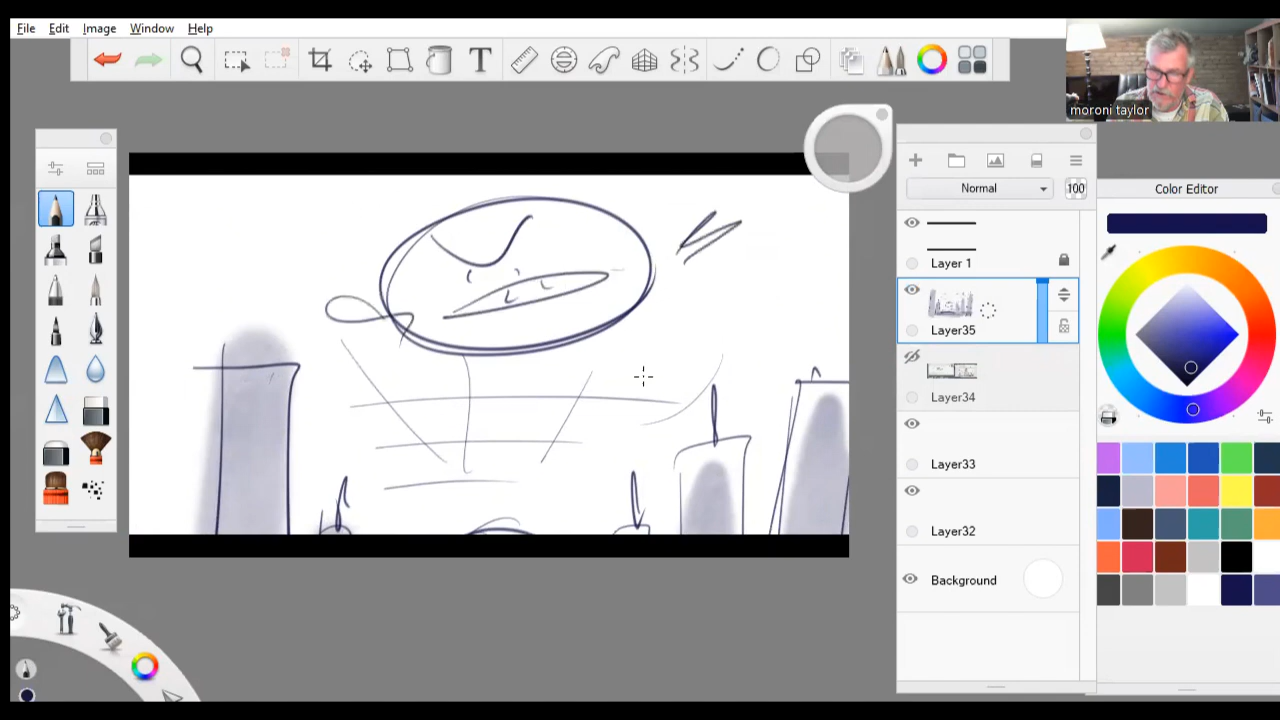 File Edit Image Window Help
T
moroni taylor
Color Editor
Normal 100
Layer 1
Layer35
Layer34
Layer33
Layer32
Background